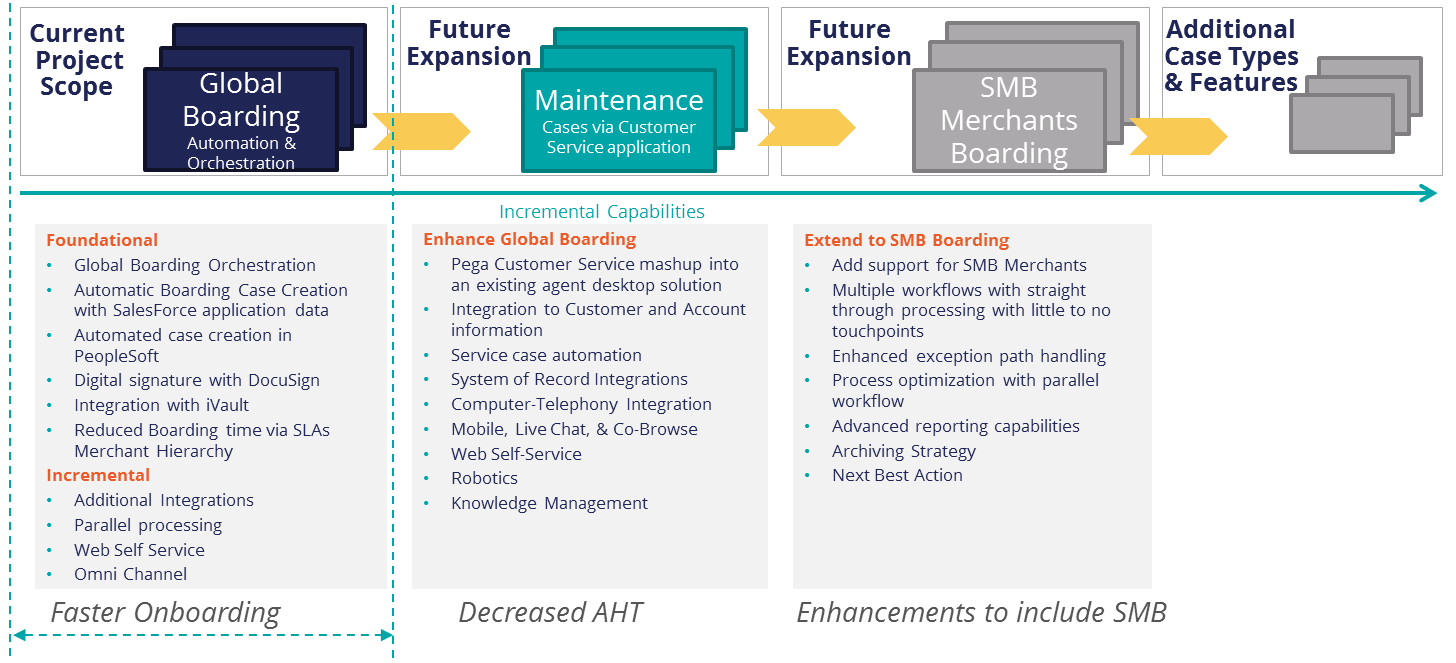 Current
Project
Scope
Global
Boarding
Automation &
Orchestration
Future
Expansion
Maintenance
Cases via Customer
Service application
Future
Expansion
SMB
Merchants
Boarding
Additional
Case Types
& Features
Incremental Capabilities
Foundational
• Global Boarding Orchestration
• Automatic Boarding Case Creation
with SalesForce application data
• Automated case creation in
PeopleSoft
• Digital signature with DocuSign
• Integration with iVault
• Reduced Boarding time via SLAs
Merchant Hierarchy
Incremental
• Additional Integrations
• Parallel processing
• Web Self Service
• Omni Channel
Faster Onboarding
Enhance Global Boarding
• Pega Customer Service mashup into
an existing agent desktop solution
• Integration to Customer and Account
information
• Service case automation
• System of Record Integrations
• Computer-Telephony Integration
• Mobile, Live Chat, & Co-Browse
• Web Self-Service
• Robotics
• Knowledge Management
Decreased AHT
Extend to SMB Boarding
• Add support for SMB Merchants
• Multiple workflows with straight
through processing with little to no
touchpoints
• Enhanced exception path handling
• Process optimization with parallel
workflow
• Advanced reporting capabilities
• Archiving Strategy
• Next Best Action
Enhancements to include SMB